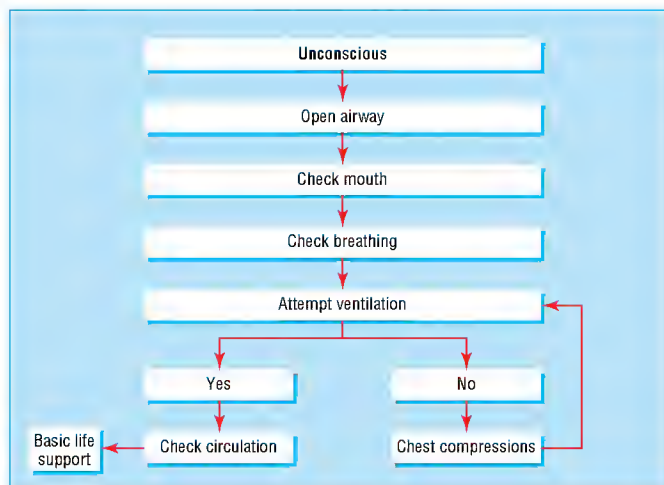 Unconscious
Open airway
Check mouth
Check breathing
Attempt ventilation
Yes
No
Basic life
support
Check circulation
Chest compressions